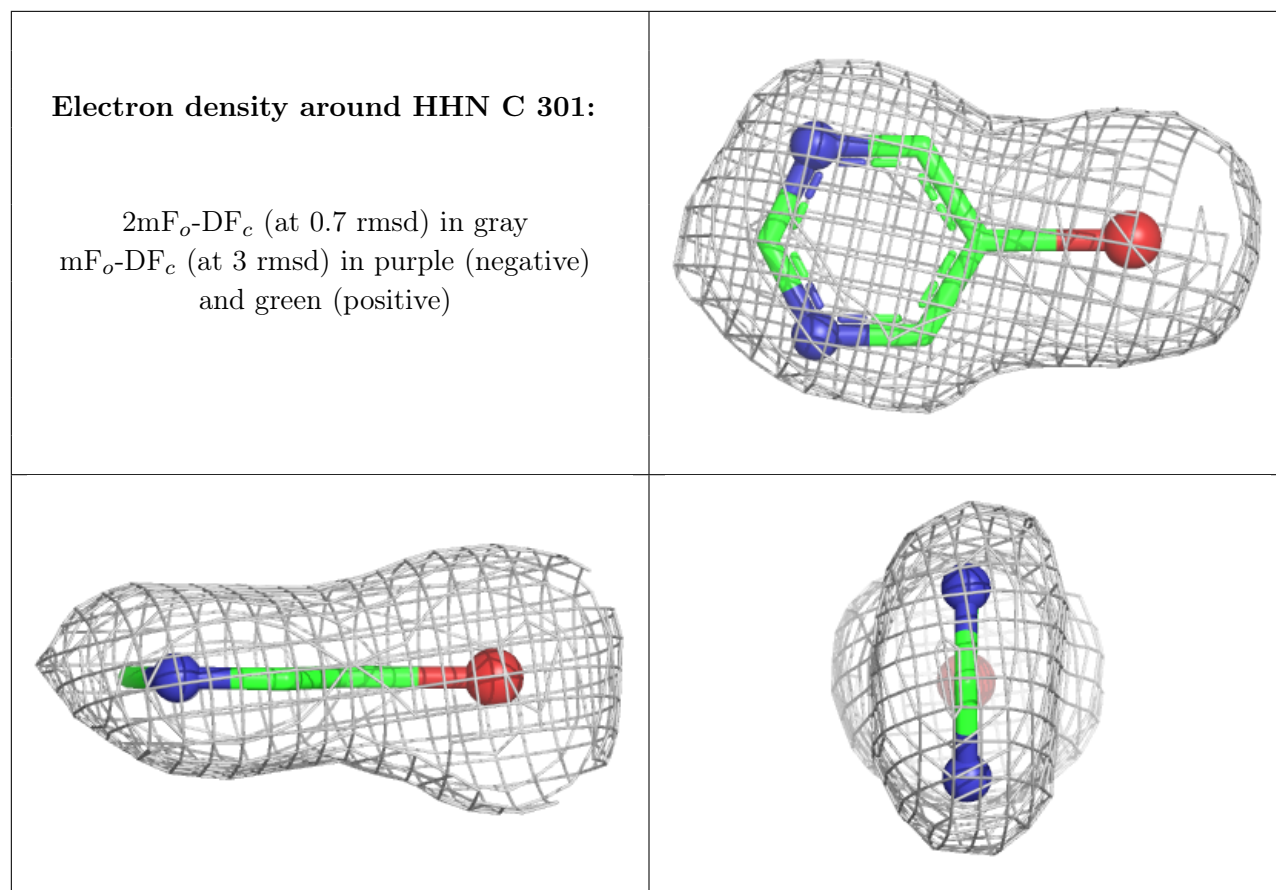 Electron density around HHN C 301:
2mFₒ-DF𝒸 (at 0.7 rmsd) in gray
mFₒ-DF𝒸 (at 3 rmsd) in purple (negative)
and green (positive)